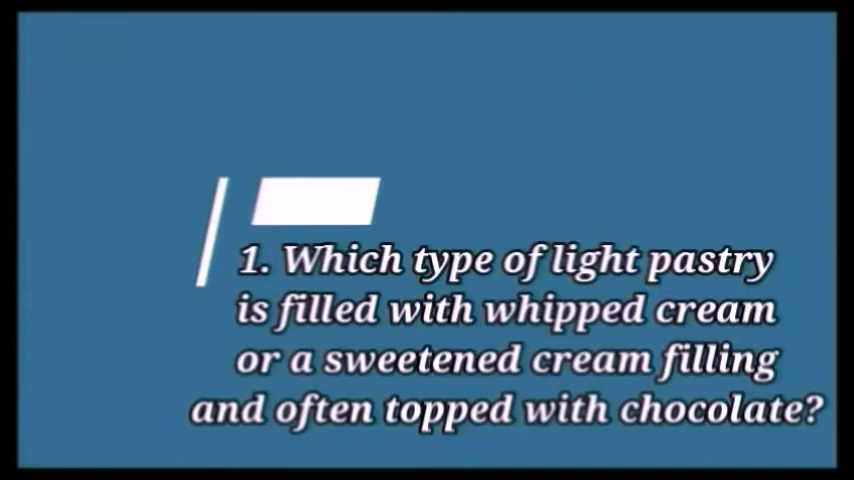 1. Which type of light pastry
is filled with whipped cream
or a sweetened cream filling
and often topped with chocolate?